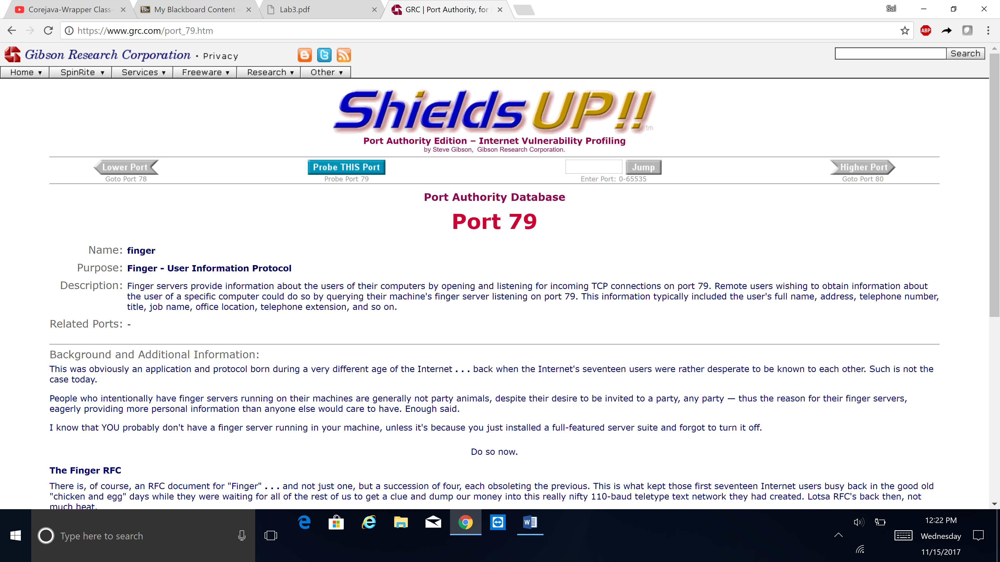 Corejava-Wrapper Class-
My Blackboard Content -
Lab3.pdf
GRC | Port Authority, for
Sai
https://www.grc.com/port_79.htm
ABP
Gibson Research Corporation • Privacy
Search
Home ▾ SpinRite ▾ Services ▾ Freeware ▾ Research ▾ Other ▾
Shields UP!! tm
Port Authority Edition – Internet Vulnerability Profiling
by Steve Gibson, Gibson Research Corporation.
Lower Port
Probe THIS Port
Jump
Higher Port
Goto Port 78
Probe Port 79
Enter Port: 0-65535
Goto Port 80
Port Authority Database
Port 79
Name: finger
Purpose: Finger - User Information Protocol
Description: Finger servers provide information about the users of their computers by opening and listening for incoming TCP connections on port 79. Remote users wishing to obtain information about
the user of a specific computer could do so by querying their machine's finger server listening on port 79. This information typically included the user's full name, address, telephone number,
title, job name, office location, telephone extension, and so on.
Related Ports: -
Background and Additional Information:
This was obviously an application and protocol born during a very different age of the Internet . . . back when the Internet's seventeen users were rather desperate to be known to each other. Such is not the
case today.
People who intentionally have finger servers running on their machines are generally not party animals, despite their desire to be invited to a party, any party — thus the reason for their finger servers,
eagerly providing more personal information than anyone else would care to have. Enough said.
I know that YOU probably don't have a finger server running in your machine, unless it's because you just installed a full-featured server suite and forgot to turn it off.
Do so now.
The Finger RFC
There is, of course, an RFC document for "Finger" . . . and not just one, but a succession of four, each obsoleting the previous. This is what kept those first seventeen Internet users busy back in the good old
"chicken and egg" days while they were waiting for all of the rest of us to get a clue and dump our money into this really nifty 110-baud teletype text network they had created. Lotsa RFC's back then, not
much heat.
Type here to search
12:22 PM
Wednesday
11/15/2017